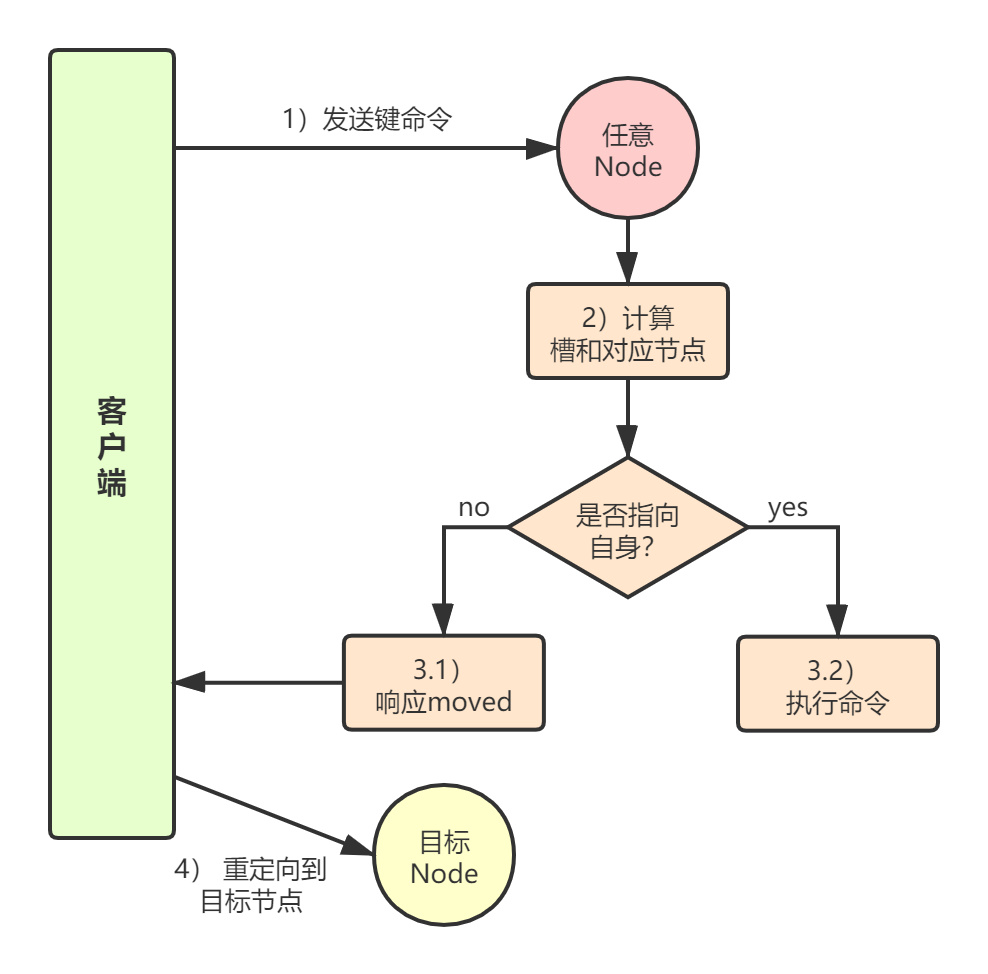 1）发送键命令
任意
Node
2）计算
槽和对应节点
客
户
端
no
是否指向
自身？
yes
3.1）
响应moved
3.2）
执行命令
4） 重定向到
目标节点
目标
Node